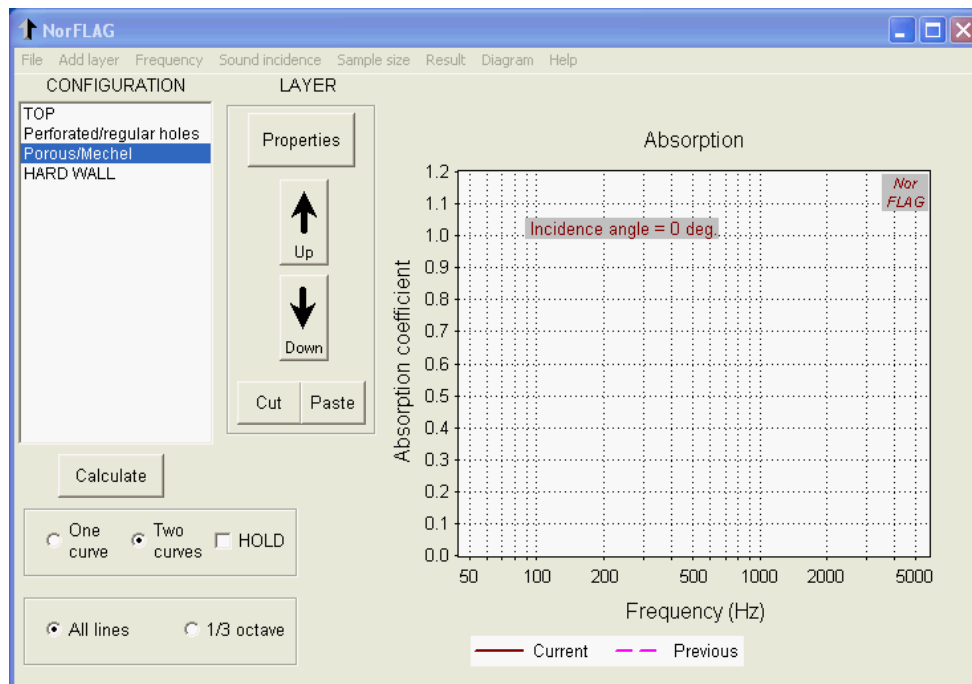 NorFLAG
File Add layer Frequency Sound incidence Sample size Result Diagram Help
CONFIGURATION
TOP
Perforated/regular holes
Porous/Mechel
HARD WALL
LAYER
Properties
Up
Down
Cut Paste
Calculate
One curve
Two curves
HOLD
All lines
1/3 octave
Absorption
Nor
FLAG
Incidence angle = 0 deg.
Absorption coefficient
1.2
1.1
1.0
0.9
0.8
0.7
0.6
0.5
0.4
0.3
0.2
0.1
0.0
50 100 200 500 1000 2000 5000
Frequency (Hz)
Current Previous